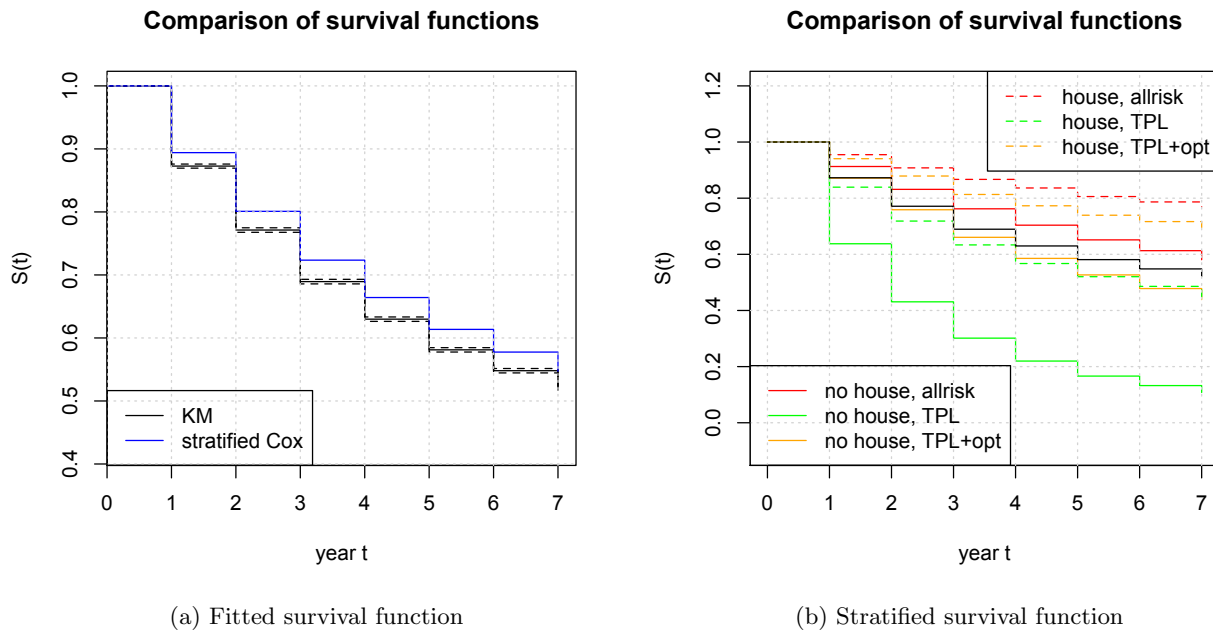 Comparison of survival functions
1.0
0.9
0.8
0.7
0.6
0.5
0.4
S(t)
KM
stratified Cox
0 1 2 3 4 5 6 7
year t
(a) Fitted survival function
Comparison of survival functions
1.2
1.0
0.8
0.6
0.4
0.2
0.0
S(t)
house, allrisk
house, TPL
house, TPL+opt
no house, allrisk
no house, TPL
no house, TPL+opt
0 1 2 3 4 5 6 7
year t
(b) Stratified survival function